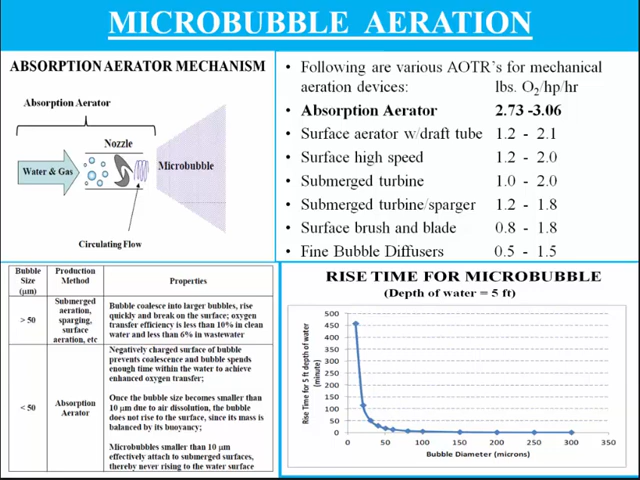 MICROBUBBLE AERATION
ABSORPTION AERATOR MECHANISM
Absorption Aerator
Nozzle
Water & Gas
Microbubble
Circulating Flow
• Following are various AOTR's for mechanical
aeration devices: lbs. O2/hp/hr
• Absorption Aerator 2.73 -3.06
• Surface aerator w/draft tube 1.2 - 2.1
• Surface high speed 1.2 - 2.0
• Submerged turbine 1.0 - 2.0
• Submerged turbine/sparger 1.2 - 1.8
• Surface brush and blade 0.8 - 1.8
• Fine Bubble Diffusers 0.5 - 1.5
Bubble Size (μm) Production Method Properties
> 50
Submerged
aeration,
sparging,
surface
aeration, etc
Bubble coalesce into larger bubbles, rise
quickly and break on the surface; oxygen
transfer efficiency is less than 10% in clean
water and less than 6% in wastewater
< 50
Absorption
Aerator
Negatively charged surface of bubble
prevents coalescence and bubble spends
enough time within the water to achieve
enhanced oxygen transfer;
Once the bubble size becomes smaller than
10 μm due to air dissolution, the bubble
does not rise to the surface, since its mass is
balanced by its buoyancy;
Microbubbles smaller than 10 μm
effectively attach to submerged surfaces,
thereby never rising to the water surface
RISE TIME FOR MICROBUBBLE
(Depth of water = 5 ft)
Rise Time for 5 ft depth of water
(minute)
500
450
400
350
300
250
200
150
100
50
0
0 50 100 150 200 250 300 350
Bubble Diameter (microns)